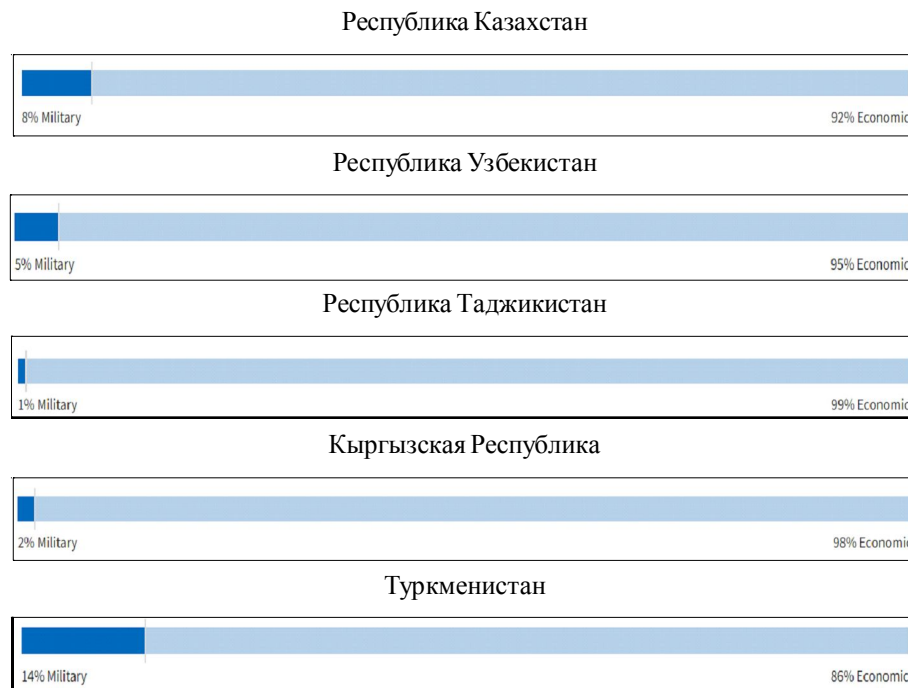 Республика Казахстан
8% Military 92% Economic
Республика Узбекистан
5% Military 95% Economic
Республика Таджикистан
1% Military 99% Economic
Кыргызская Республика
2% Military 98% Economic
Туркменистан
14% Military 86% Economic